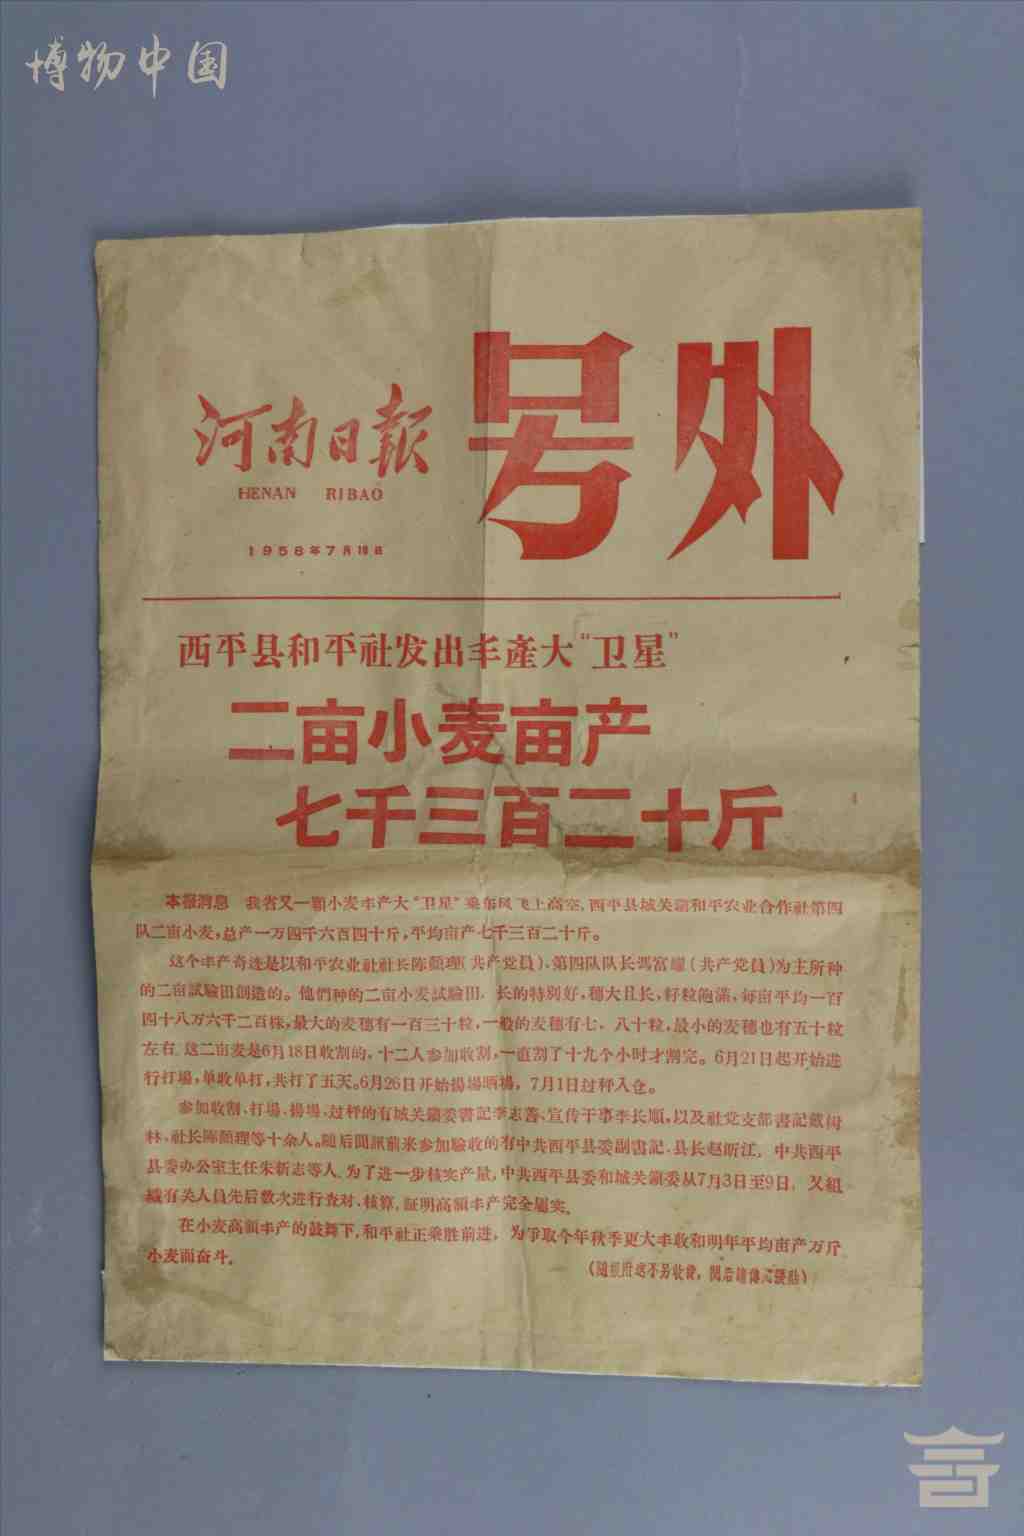 博物中国
河南日報
HENAN RIBAO
号外
1958年7月
西平县和平社发出丰產大“卫星”
二亩小麦亩产
七千三百二十斤
本报消息 我省又一顆小麦丰产大“卫星”乘东风飞上高空，西平县城关鎭和平农业合作社第四
队二亩小麦，总产一万四千六百四十斤，平均亩产七千三百二十斤。
这个丰产奇迹是以和平农业社社长陈顏理（共产党員）、第四队队长馮富耀（共产党員）为主所种
的二亩試驗田創造的。他們种的二亩小麦試驗田，长的特別好，穗大且长，籽粒飽滿，每亩平均一百
四十八万六千二百株，最大的麦穗有一百三十粒，一般的麦穗有七、八十粒，最小的麦穗也有五十粒
左右。这二亩麦是6月18日收割的，十二人参加收割，一直割了十九个小时才割完。6月21日起开始进
行打場，单收单打，共打了五天。6月26日开始揚場晒場，7月1日过秤入仓。
参加收割、打場、揚場、过秤的有城关鎭委書記李志善、宣传干事李长順，以及社党支部書記戴树
林、社长陈顏理等十余人。随后聞訊前来参加驗收的有中共西平县委副書記、县长赵昕江，中共西平
县委办公室主任朱新志等人。为了进一步核实产量，中共西平县委和城关鎭委从7月3日至9日，又組
織有关人員先后数次进行查对、核算，証明高額丰产完全屬实。
在小麦高額丰产的鼓舞下，和平社正乘胜前进，为爭取今年秋季更大丰收和明年平均亩产万斤
小麦而奋斗。
（随报附送不另收費，閱后請傳閱張貼）